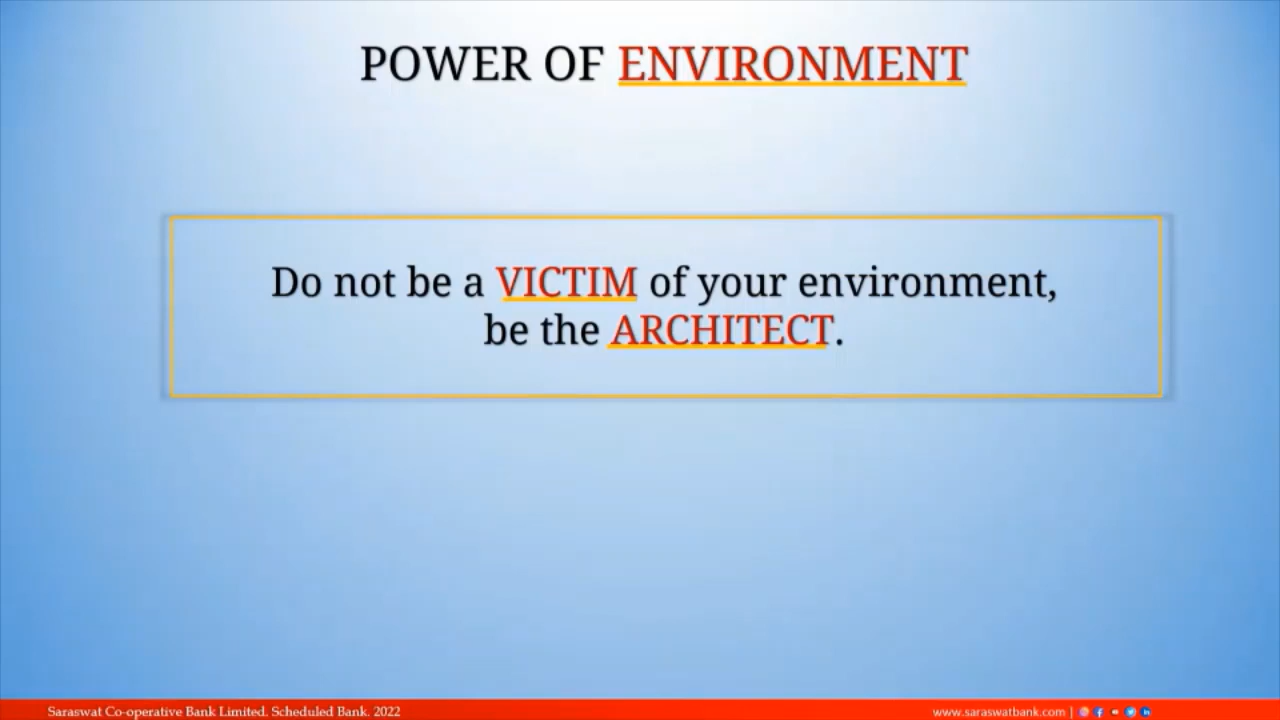 POWER OF ENVIRONMENT
Do not be a VICTIM of your environment,
be the ARCHITECT.
Saraswat Co-operative Bank Limited. Scheduled Bank. 2022
www.saraswatbank.com |